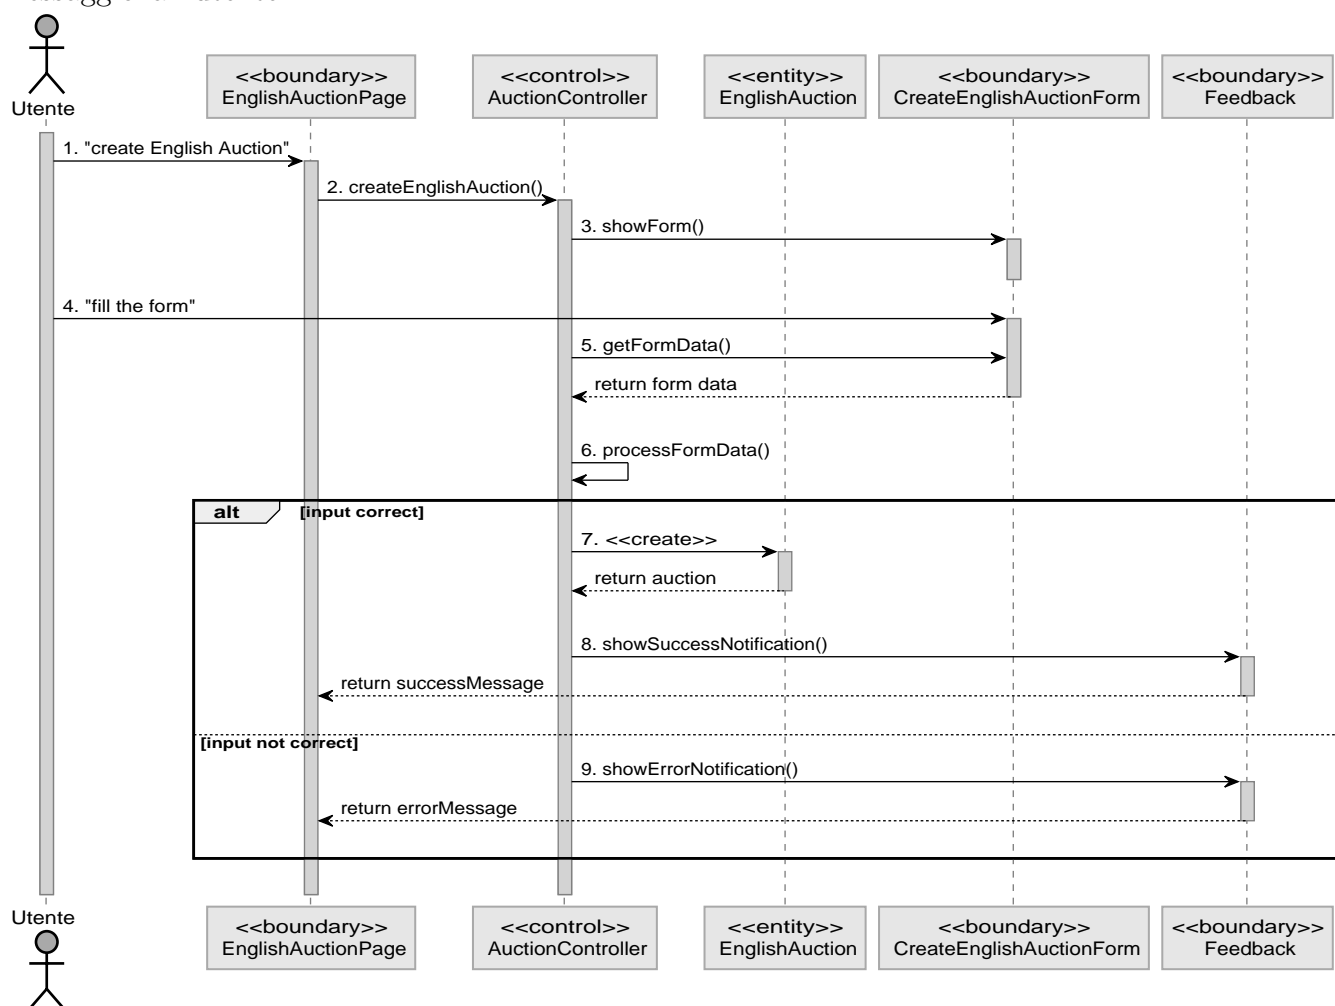 Utente
<<boundary>>
EnglishAuctionPage
<<control>>
AuctionController
<<entity>>
EnglishAuction
<<boundary>>
CreateEnglishAuctionForm
<<boundary>>
Feedback
1. "create English Auction"
2. createEnglishAuction()
3. showForm()
4. "fill the form"
5. getFormData()
return form data
6. processFormData()
alt
[input correct]
7. <<create>>
return auction
8. showSuccessNotification()
return successMessage
[input not correct]
9. showErrorNotification()
return errorMessage
Utente
<<boundary>>
EnglishAuctionPage
<<control>>
AuctionController
<<entity>>
EnglishAuction
<<boundary>>
CreateEnglishAuctionForm
<<boundary>>
Feedback